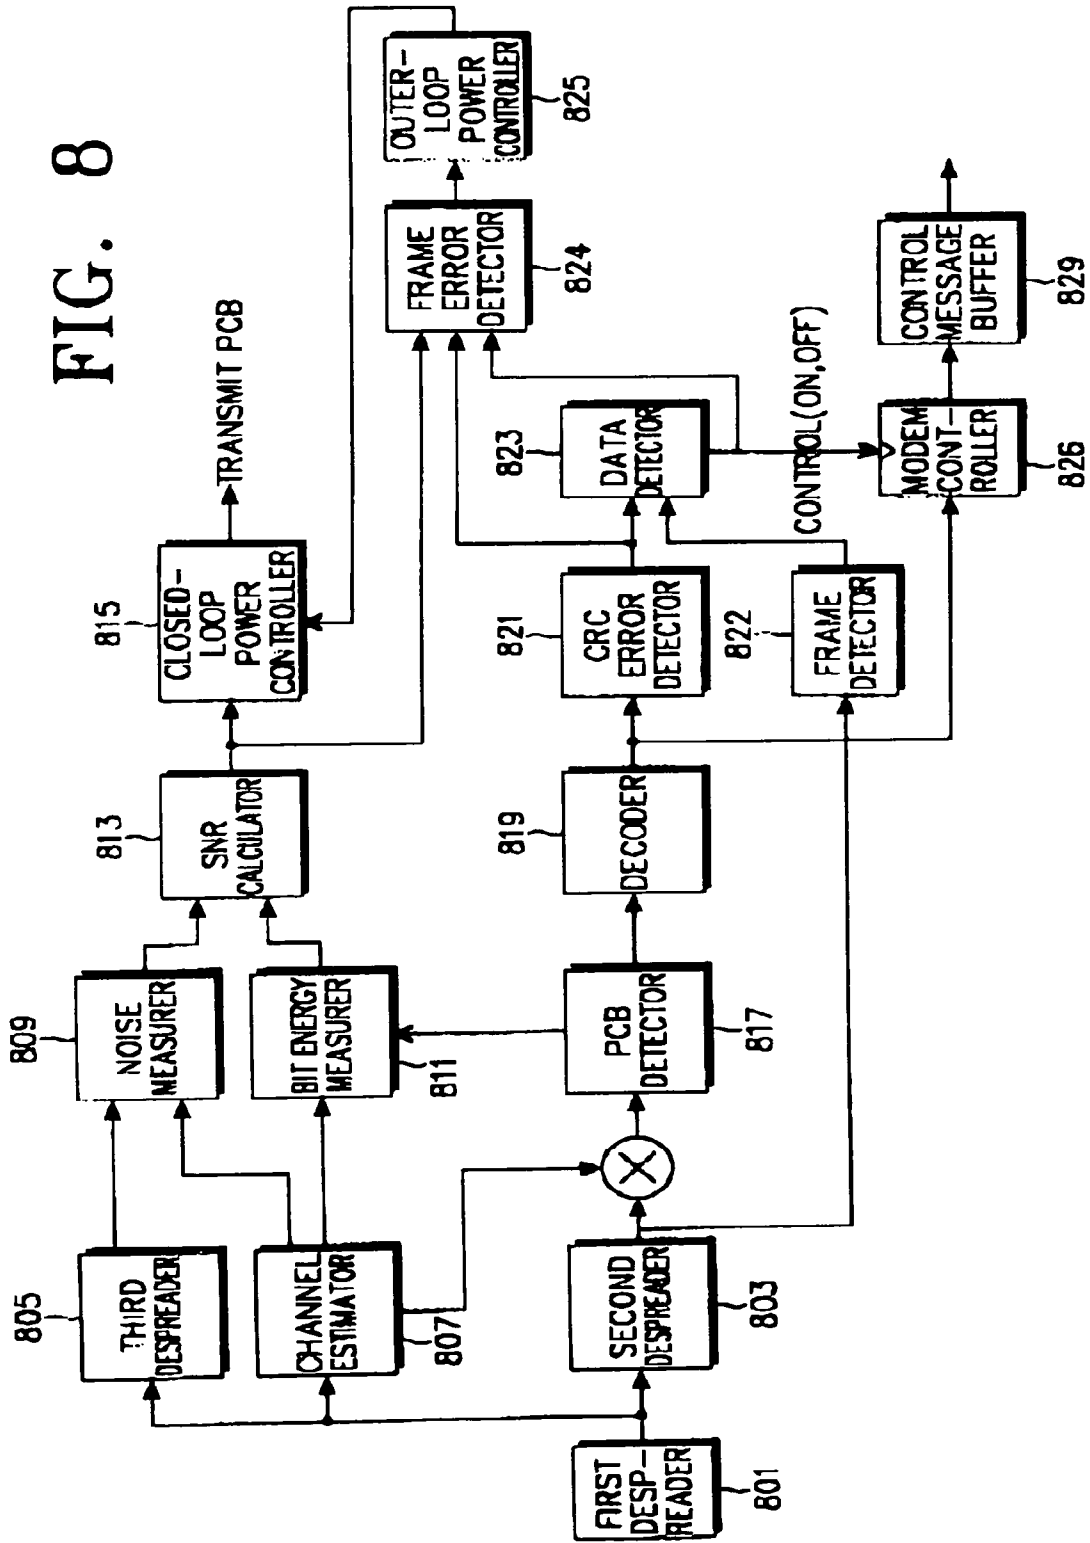 FIG. 8
805
THIRD
DESPREADER
809
NOISE
MEASURER
813
SNR
CALCULATOR
815
CLOSED-
LOOP
POWER
CONTROLLER
TRANSMIT PCB
CHANNEL
ESTIMATOR
807
BIT ENERGY
MEASURER
811
FRAME
ERROR
DETECTOR
824
OUTER-
LOOP
POWER
CONTROLLER
825
FIRST
DESP-
READER
801
SECOND
DESPREADER
803
PCB
DETECTOR
817
819
DECODER
821
CRC
ERROR
DETECTOR
823
DATA
DETECTOR
822
FRAME
DETECTOR
CONTROL(ON,OFF)
MODEM
CONT-
ROLLER
826
CONTROL
MESSAGE
BUFFER
829